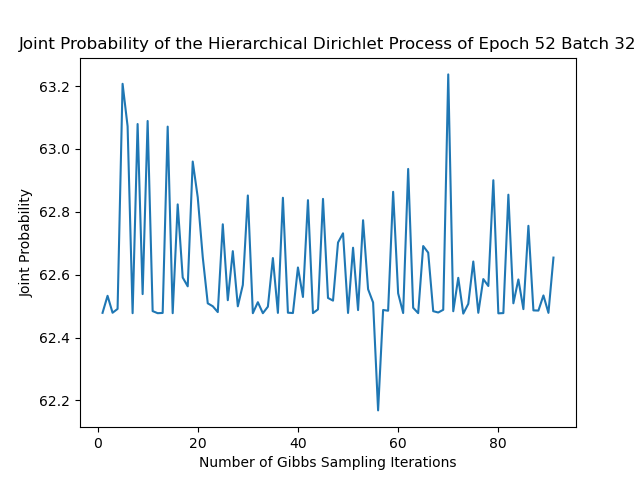 Joint Probability of the Hierarchical Dirichlet Process of Epoch 52 Batch 32
63.2
63.0
62.8
62.6
62.4
62.2
Joint Probability
0 20 40 60 80
Number of Gibbs Sampling Iterations